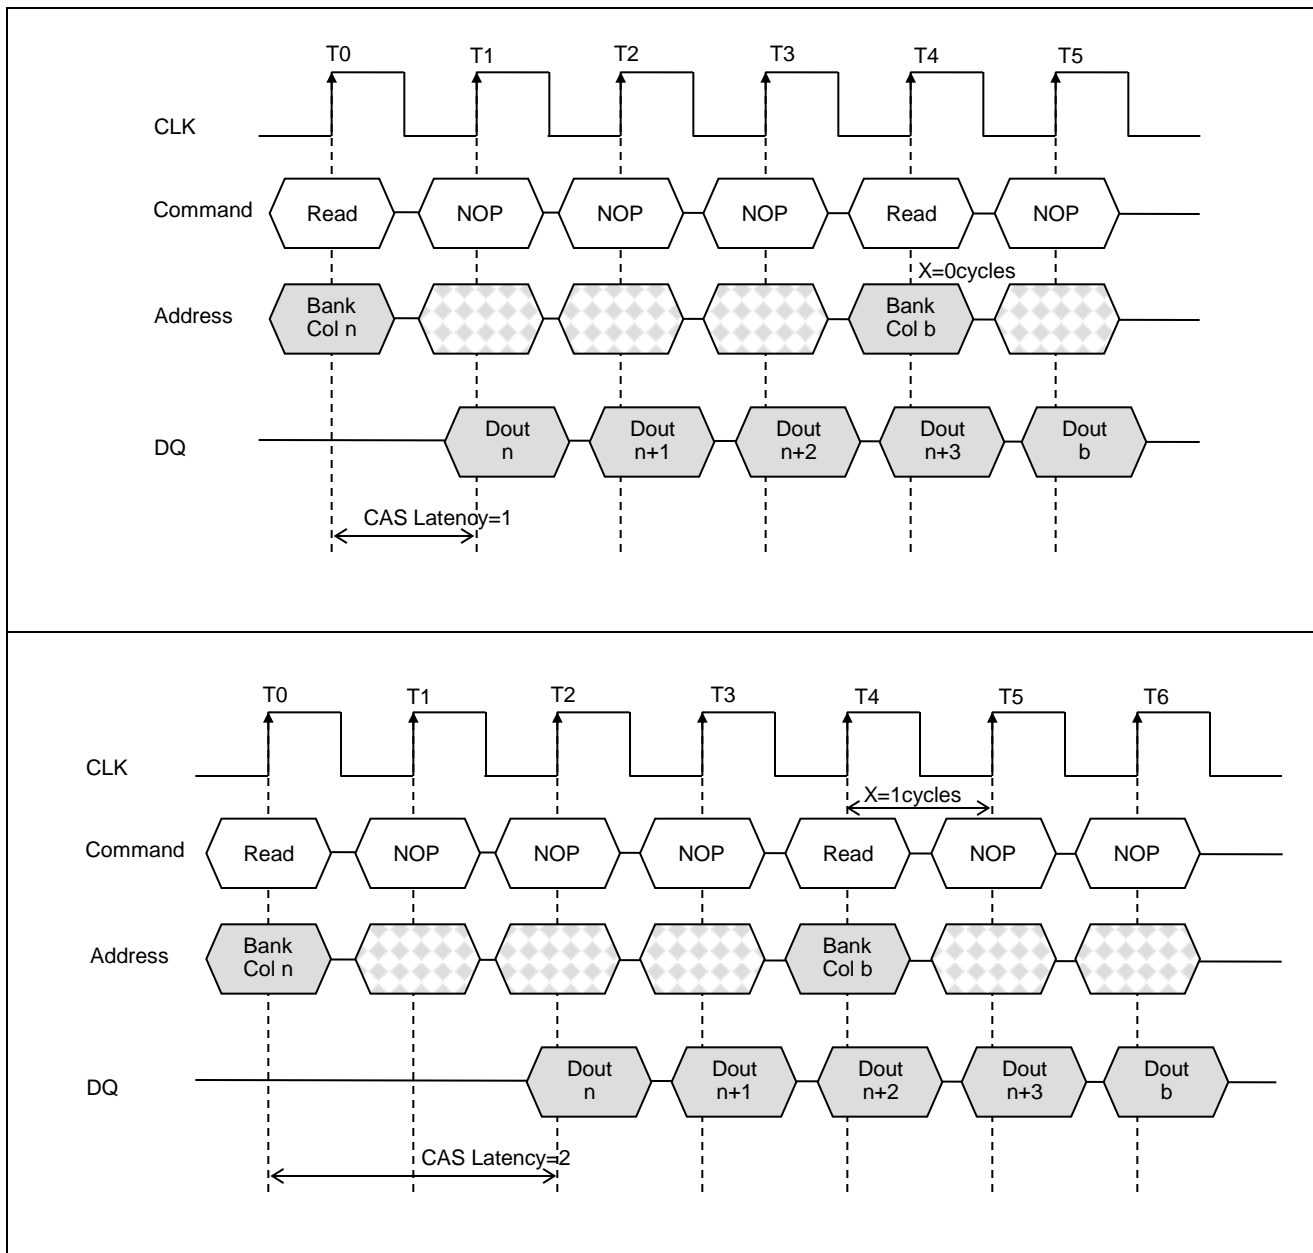 T0 T1 T2 T3 T4 T5
CLK
Command Read NOP NOP NOP Read NOP
X=0cycles
Address Bank Bank
Col n Col b
DQ Dout Dout Dout Dout Dout
n n+1 n+2 n+3 b
CAS Latency=1
T0 T1 T2 T3 T4 T5 T6
CLK
X=1cycles
Command Read NOP NOP NOP Read NOP NOP
Address Bank Bank
Col n Col b
DQ Dout Dout Dout Dout Dout
n n+1 n+2 n+3 b
CAS Latency=2